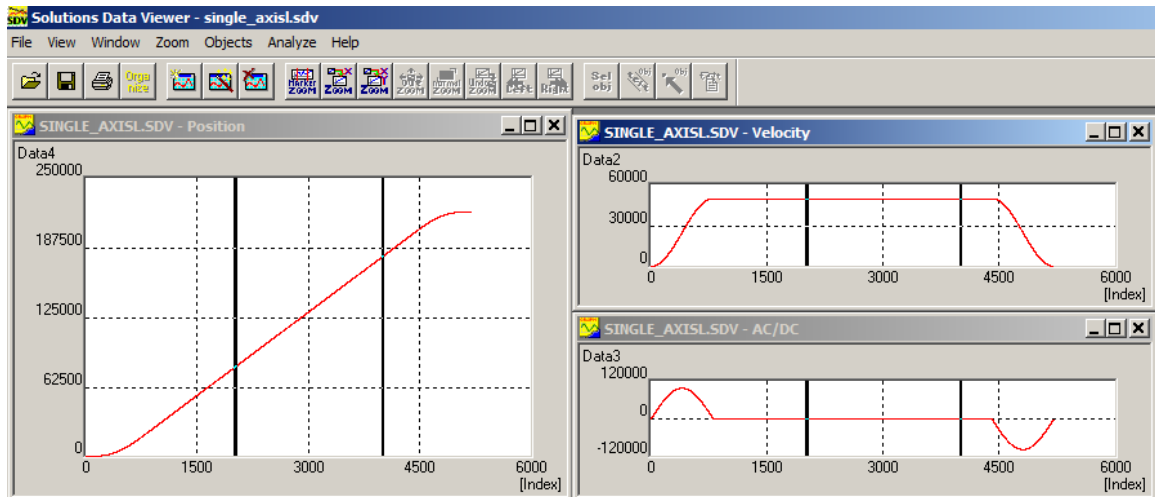 SDV Solutions Data Viewer - single_axisl.sdv
File View Window Zoom Objects Analyze Help
Orga nize Marker ZOOM ZOOM ZOOM ZOOM ZOOM ZOOM Left Right Sel obj obj obj
SINGLE_AXISL.SDV - Position
Data4
250000
187500
125000
62500
0
0 1500 3000 4500 6000
[Index]
SINGLE_AXISL.SDV - Velocity
Data2
60000
30000
0
0 1500 3000 4500 6000
[Index]
SINGLE_AXISL.SDV - AC/DC
Data3
120000
0
-120000
0 1500 3000 4500 6000
[Index]